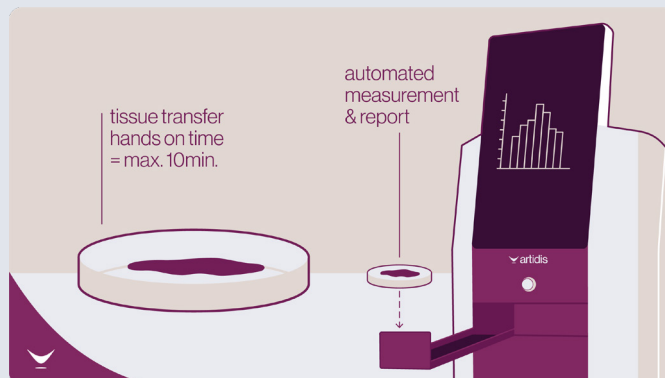 tissue transfer
hands on time
= max. 10min.
automated
measurement
& report
artidis